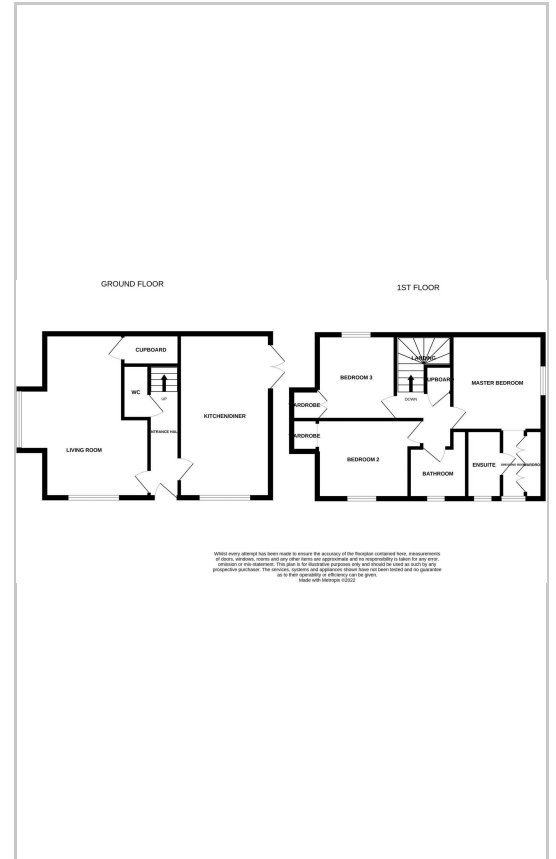 GROUND FLOOR
1ST FLOOR
CUPBOARD
WC
UP
ENTRANCE HALL
LIVING ROOM
KITCHEN/DINER
LANDING
BEDROOM 3
UPBOAR
MASTER BEDROOM
DOWN
ARDROBE
ARDROBE
BEDROOM 2
BATHROOM
ENSUITE
Whilst every attempt has been made to ensure the accuracy of the floorplan contained here, measurements
of doors, windows, rooms and any other items are approximate and no responsibility is taken for any error,
omission or mis-statement. This plan is for illustrative purposes only and should be used as such by any
prospective purchaser. The services, systems and appliances shown have not been tested and no guarantee
as to their operability or efficiency can be given.
Made with Metropix ©2022